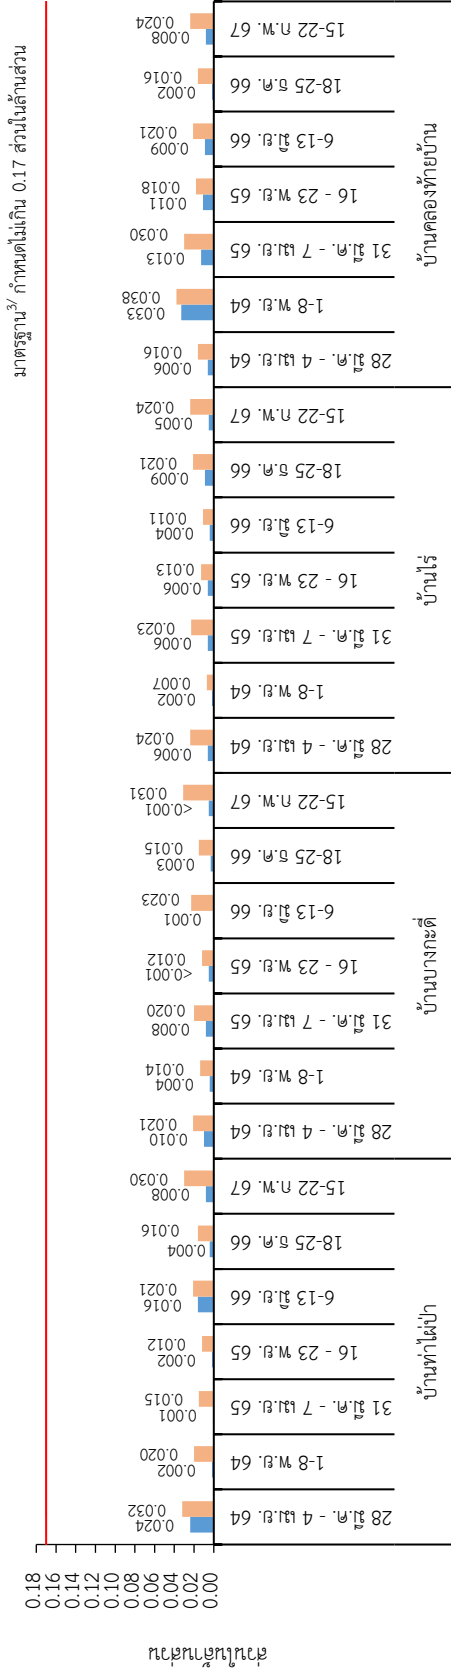 มาตรฐาน3/ กำหนดไม่เกิน 0.17 ส่วนในล้านส่วน
ส่วนในล้านส่วน
0.18
0.16
0.14
0.12
0.10
0.08
0.06
0.04
0.02
0.00
0.024
0.032
0.002
0.020
0.001
0.015
0.002
0.012
0.016
0.021
0.004
0.016
0.008
0.030
0.010
0.021
0.004
0.014
0.008
0.020
<0.001
0.012
0.001
0.023
0.003
0.015
<0.001
0.031
0.006
0.024
0.002
0.007
0.006
0.023
0.006
0.013
0.004
0.011
0.009
0.021
0.005
0.024
0.006
0.016
0.033
0.038
0.013
0.030
0.011
0.018
0.009
0.021
0.002
0.016
0.008
0.024
28 มี.ค. - 4 เม.ย. 64
1-8 พ.ย. 64
31 มี.ค. - 7 เม.ย. 65
16 - 23 พ.ย. 65
6-13 มิ.ย. 66
18-25 ธ.ค. 66
15-22 ก.พ. 67
28 มี.ค. - 4 เม.ย. 64
1-8 พ.ย. 64
31 มี.ค. - 7 เม.ย. 65
16 - 23 พ.ย. 65
6-13 มิ.ย. 66
18-25 ธ.ค. 66
15-22 ก.พ. 67
28 มี.ค. - 4 เม.ย. 64
1-8 พ.ย. 64
31 มี.ค. - 7 เม.ย. 65
16 - 23 พ.ย. 65
6-13 มิ.ย. 66
18-25 ธ.ค. 66
15-22 ก.พ. 67
28 มี.ค. - 4 เม.ย. 64
1-8 พ.ย. 64
31 มี.ค. - 7 เม.ย. 65
16 - 23 พ.ย. 65
6-13 มิ.ย. 66
18-25 ธ.ค. 66
15-22 ก.พ. 67
บ้านท่าไผ่ป่า
บ้านบางกะดี่
บ้านไร่
บ้านคลองท้ายบ้าน